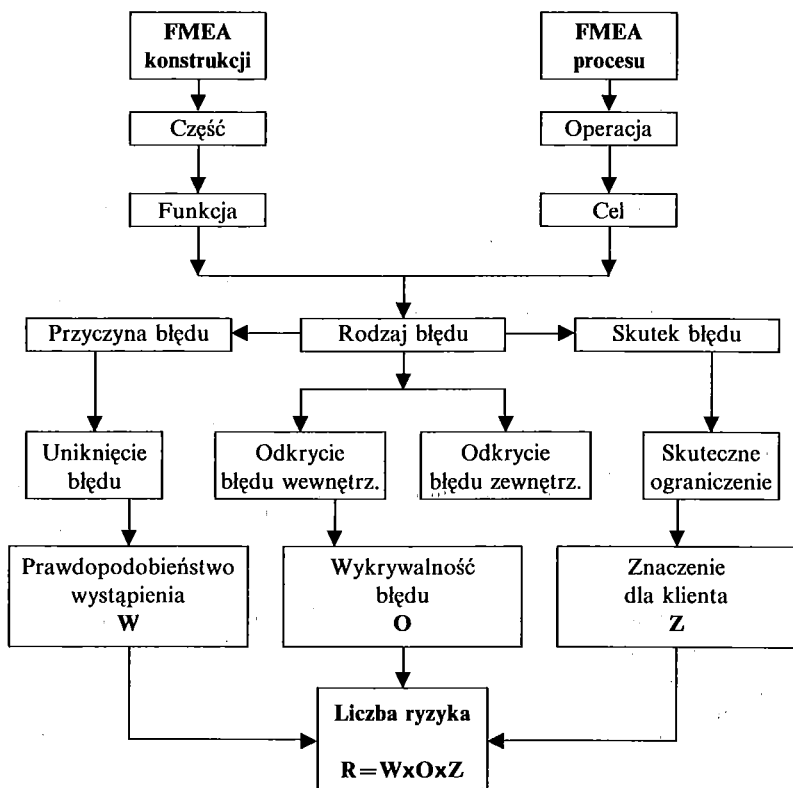 FMEA
konstrukcji
FMEA
procesu
Część
Operacja
Funkcja
Cel
Przyczyna błędu
Rodzaj błędu
Skutek błędu
Uniknięcie
błędu
Odkrycie
błędu wewnętrz.
Odkrycie
błędu zewnętrz.
Skuteczne
ograniczenie
Prawdopodobieństwo
wystąpienia
W
Wykrywalność
błędu
O
Znaczenie
dla klienta
Z
Liczba ryzyka
R=WxOxZ